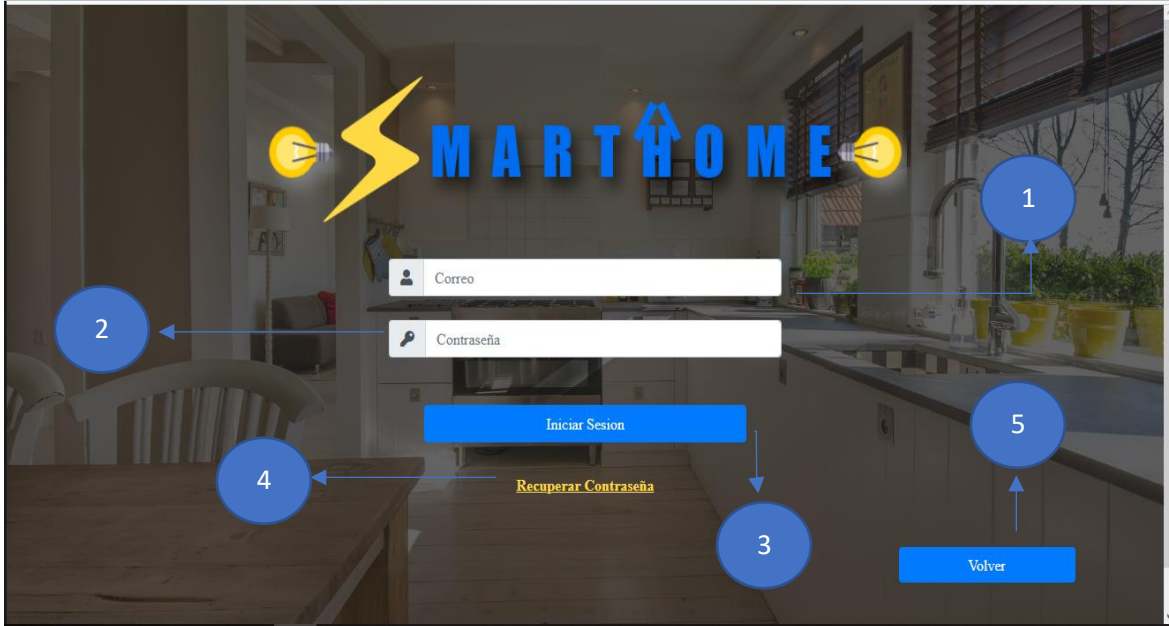 SMARTHOME
1
Correo
2
Contraseña
5
Iniciar Sesion
4
Recuperar Contraseña
3
Volver